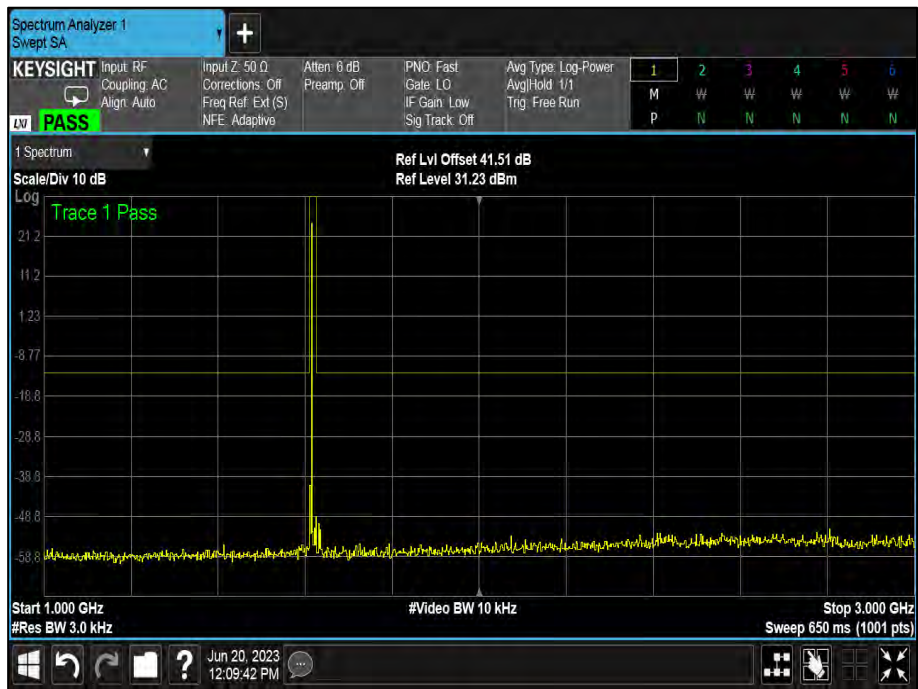 Spectrum Analyzer 1
Swept SA
+
KEYSIGHT
LXI
PASS
Input: RF
Coupling: AC
Align: Auto
Input Z: 50 Ω
Corrections: Off
Freq Ref: Ext (S)
NFE: Adaptive
Atten: 6 dB
Preamp: Off
PNO: Fast
Gate: LO
IF Gain: Low
Sig Track: Off
Avg Type: Log-Power
Avg|Hold: 1/1
Trig: Free Run
1 2 3 4 5 6
M W W W W W
P N N N N N
1 Spectrum
Scale/Div 10 dB
Ref Lvl Offset 41.51 dB
Ref Level 31.23 dBm
Log
Trace 1 Pass
21.2
11.2
1.23
-8.77
-18.8
-28.8
-38.8
-48.8
-58.8
Start 1.000 GHz
#Video BW 10 kHz
Stop 3.000 GHz
#Res BW 3.0 kHz
Sweep 650 ms (1001 pts)
?
Jun 20, 2023
12:09:42 PM